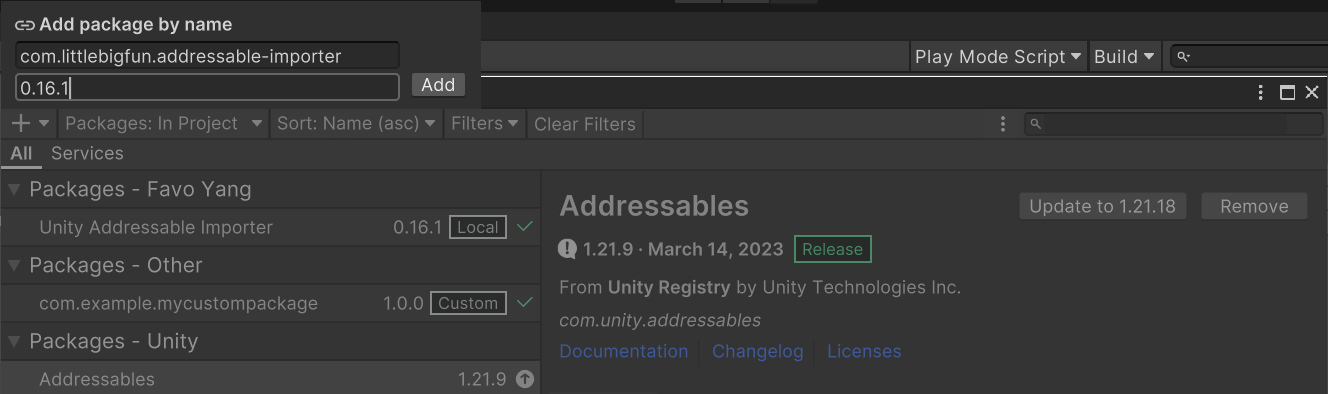 Add package by name
com.littlebigfun.addressable-importer
0.16.1
Add
Play Mode Script
Build
Packages: In Project
Sort: Name (asc)
Filters
Clear Filters
All Services
Packages - Favo Yang
Unity Addressable Importer 0.16.1 Local
Packages - Other
com.example.mycustompackage 1.0.0 Custom
Packages - Unity
Addressables 1.21.9
Addressables
Update to 1.21.18
Remove
1.21.9 · March 14, 2023 Release
From Unity Registry by Unity Technologies Inc.
com.unity.addressables
Documentation Changelog Licenses